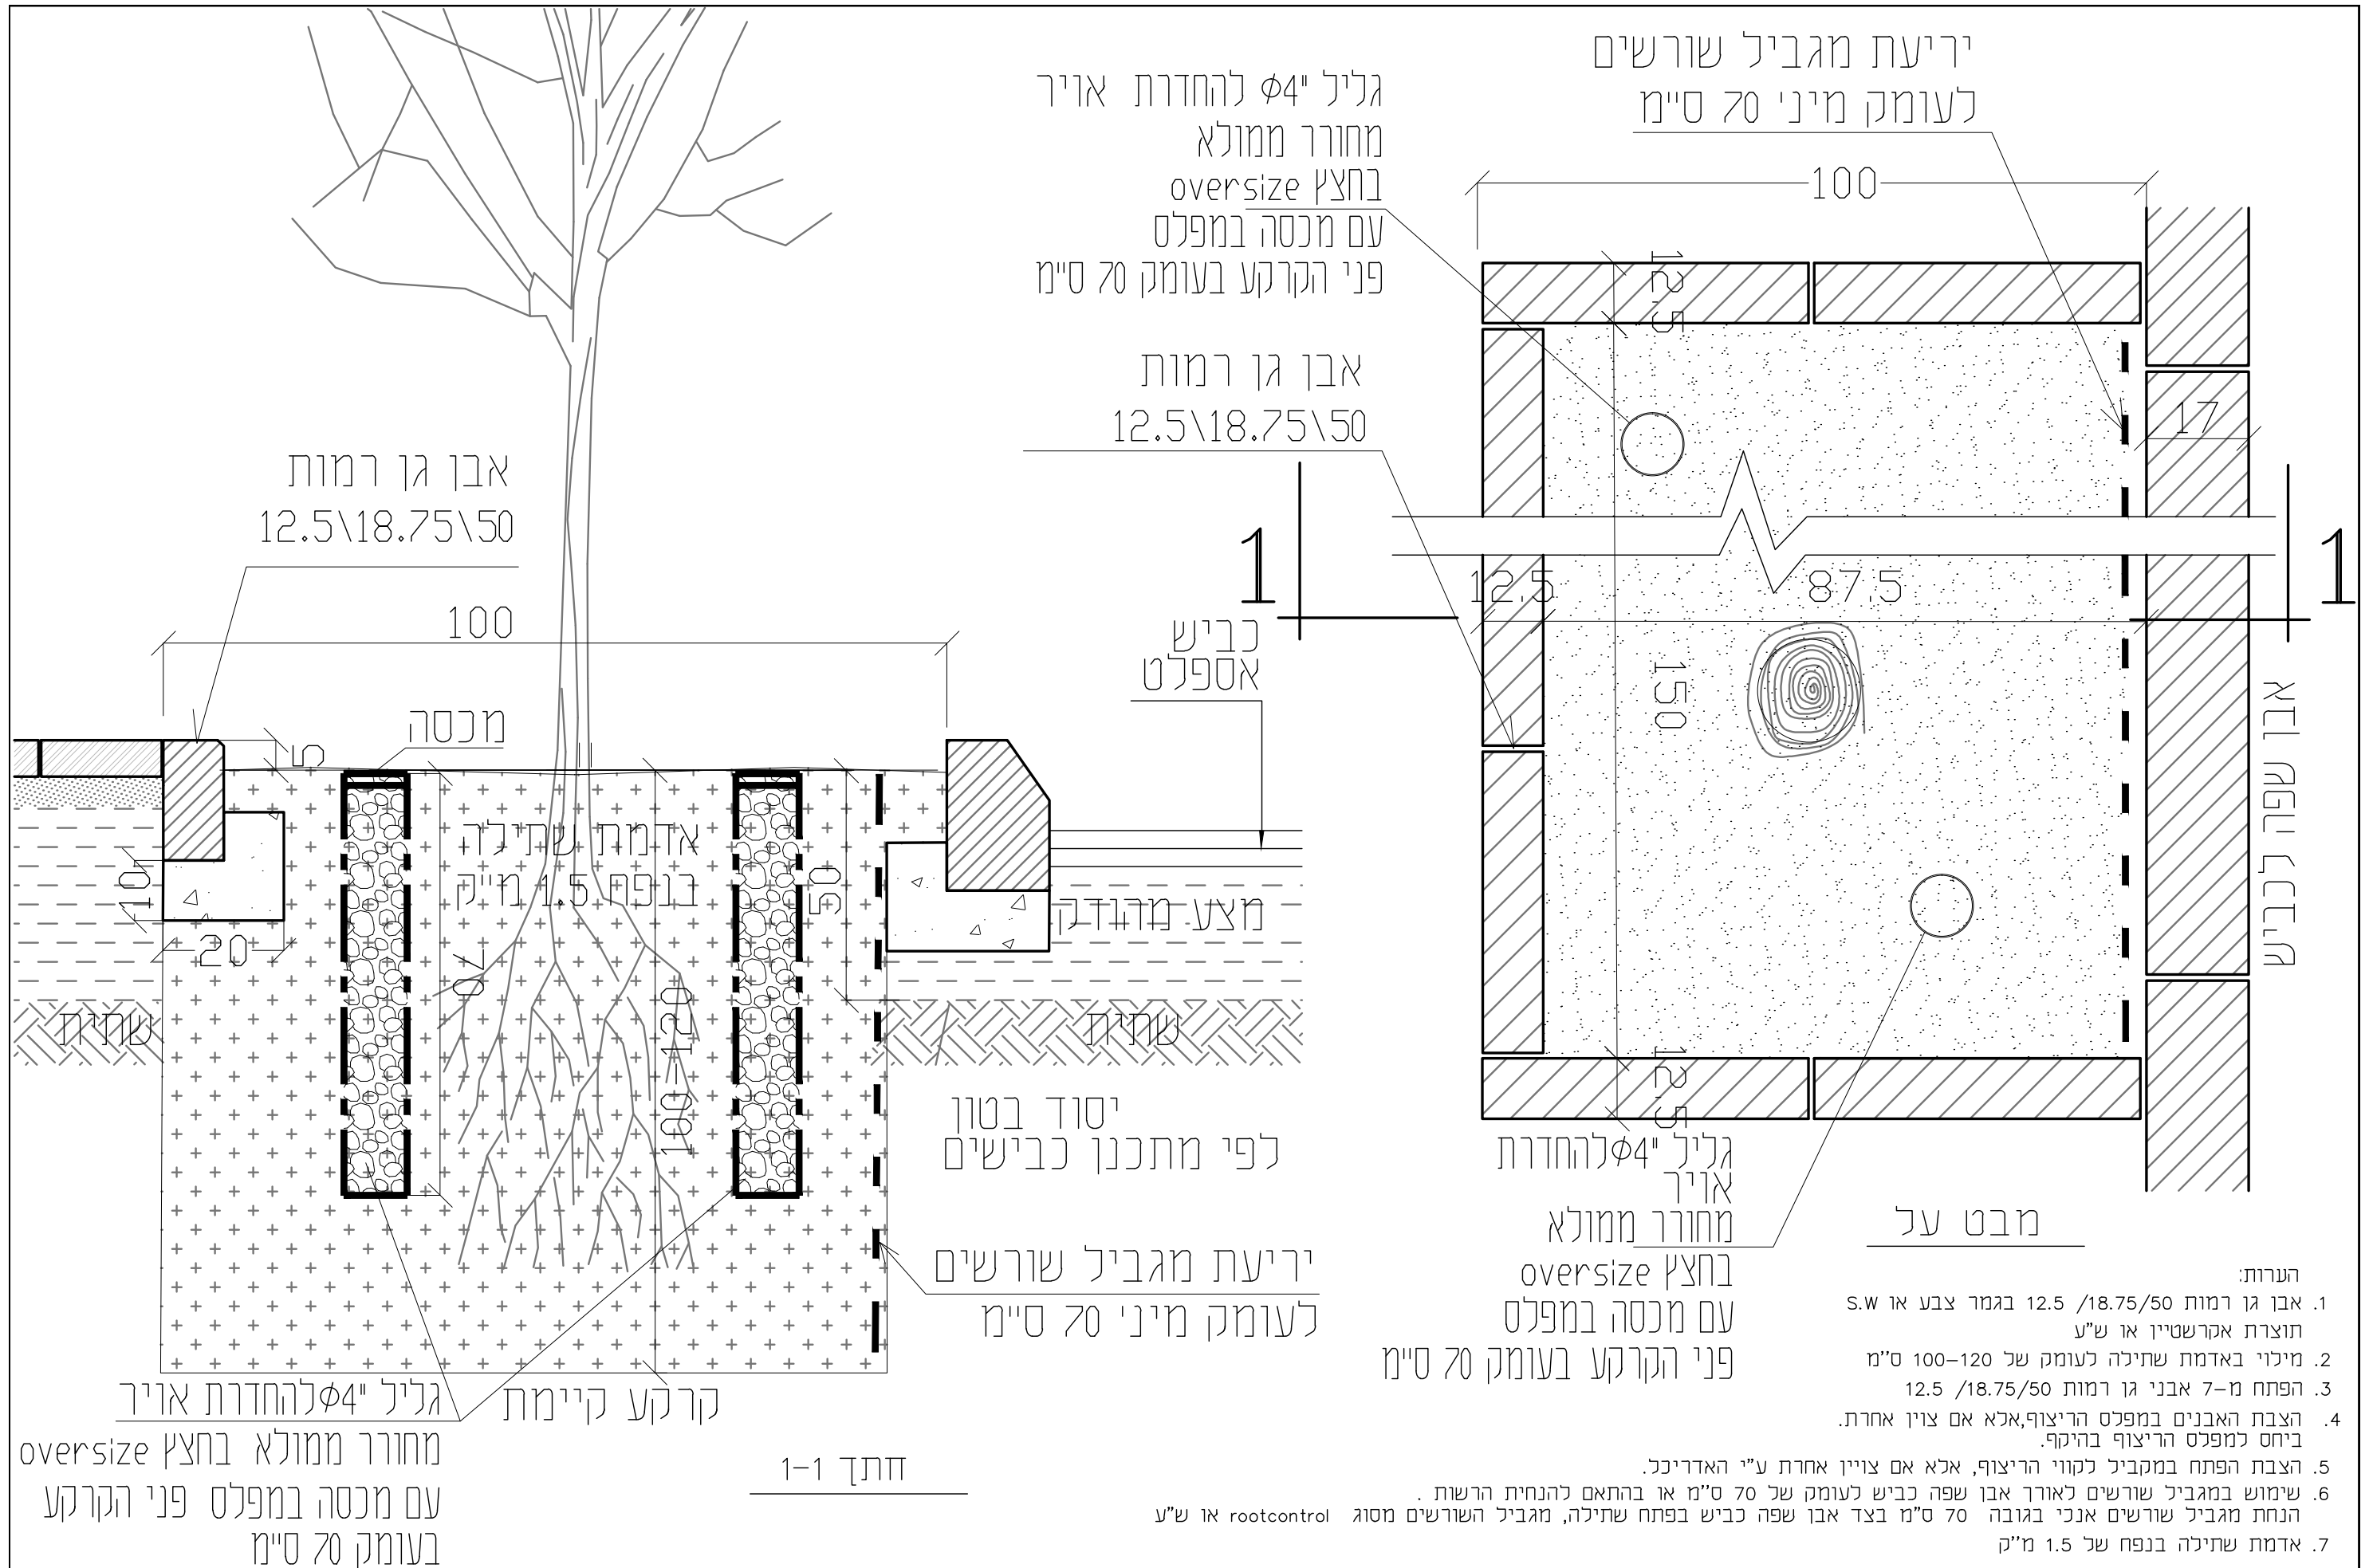 יריעת מגביל שורשים
לעומק מיני 70 ס"מ
גליל "4⌀ להחדרת אויר
מחורר ממולא
בחצץ oversize
עם מכסה במפלס
פני הקרקע בעומק 70 ס"מ
100
12.5
17
אבן גן רמות
12.5\18.75\50
1
1
12.5
87.5
150
אבן שפה לכביש
12.5
גליל "4⌀להחדרת
אויר
מחורר ממולא
בחצץ oversize
עם מכסה במפלס
פני הקרקע בעומק 70 ס"מ
מבט על
אבן גן רמות
12.5\18.75\50
100
כביש
אספלט
מכסה
5
אדמת שתילה
בנפח 1.5 מ"ק
50
10
20
70
100-120
מצע מהודק
שתית
שתית
יסוד בטון
לפי מתכנן כבישים
יריעת מגביל שורשים
לעומק מיני 70 ס"מ
קרקע קיימת
גליל "4⌀להחדרת אויר
מחורר ממולא בחצץ oversize
עם מכסה במפלס פני הקרקע
בעומק 70 ס"מ
חתך 1-1
הערות:
1. אבן גן רמות 18.75/50/ 12.5 בגמר צבע או S.W
תוצרת אקרשטיין או ש"ע
2. מילוי באדמת שתילה לעומק של 100-120 ס''מ
3. הפתח מ-7 אבני גן רמות 18.75/50/ 12.5
4. הצבת האבנים במפלס הריצוף,אלא אם צוין אחרת.
ביחס למפלס הריצוף בהיקף.
5. הצבת הפתח במקביל לקווי הריצוף, אלא אם צויין אחרת ע"י האדריכל.
6. שימוש במגביל שורשים לאורך אבן שפה כביש לעומק של 70 ס''מ או בהתאם להנחית הרשות .
הנחת מגביל שורשים אנכי בגובה 70 ס"מ בצד אבן שפה כביש בפתח שתילה, מגביל השורשים מסוג rootcontrol או ש"ע
7. אדמת שתילה בנפח של 1.5 מ''ק